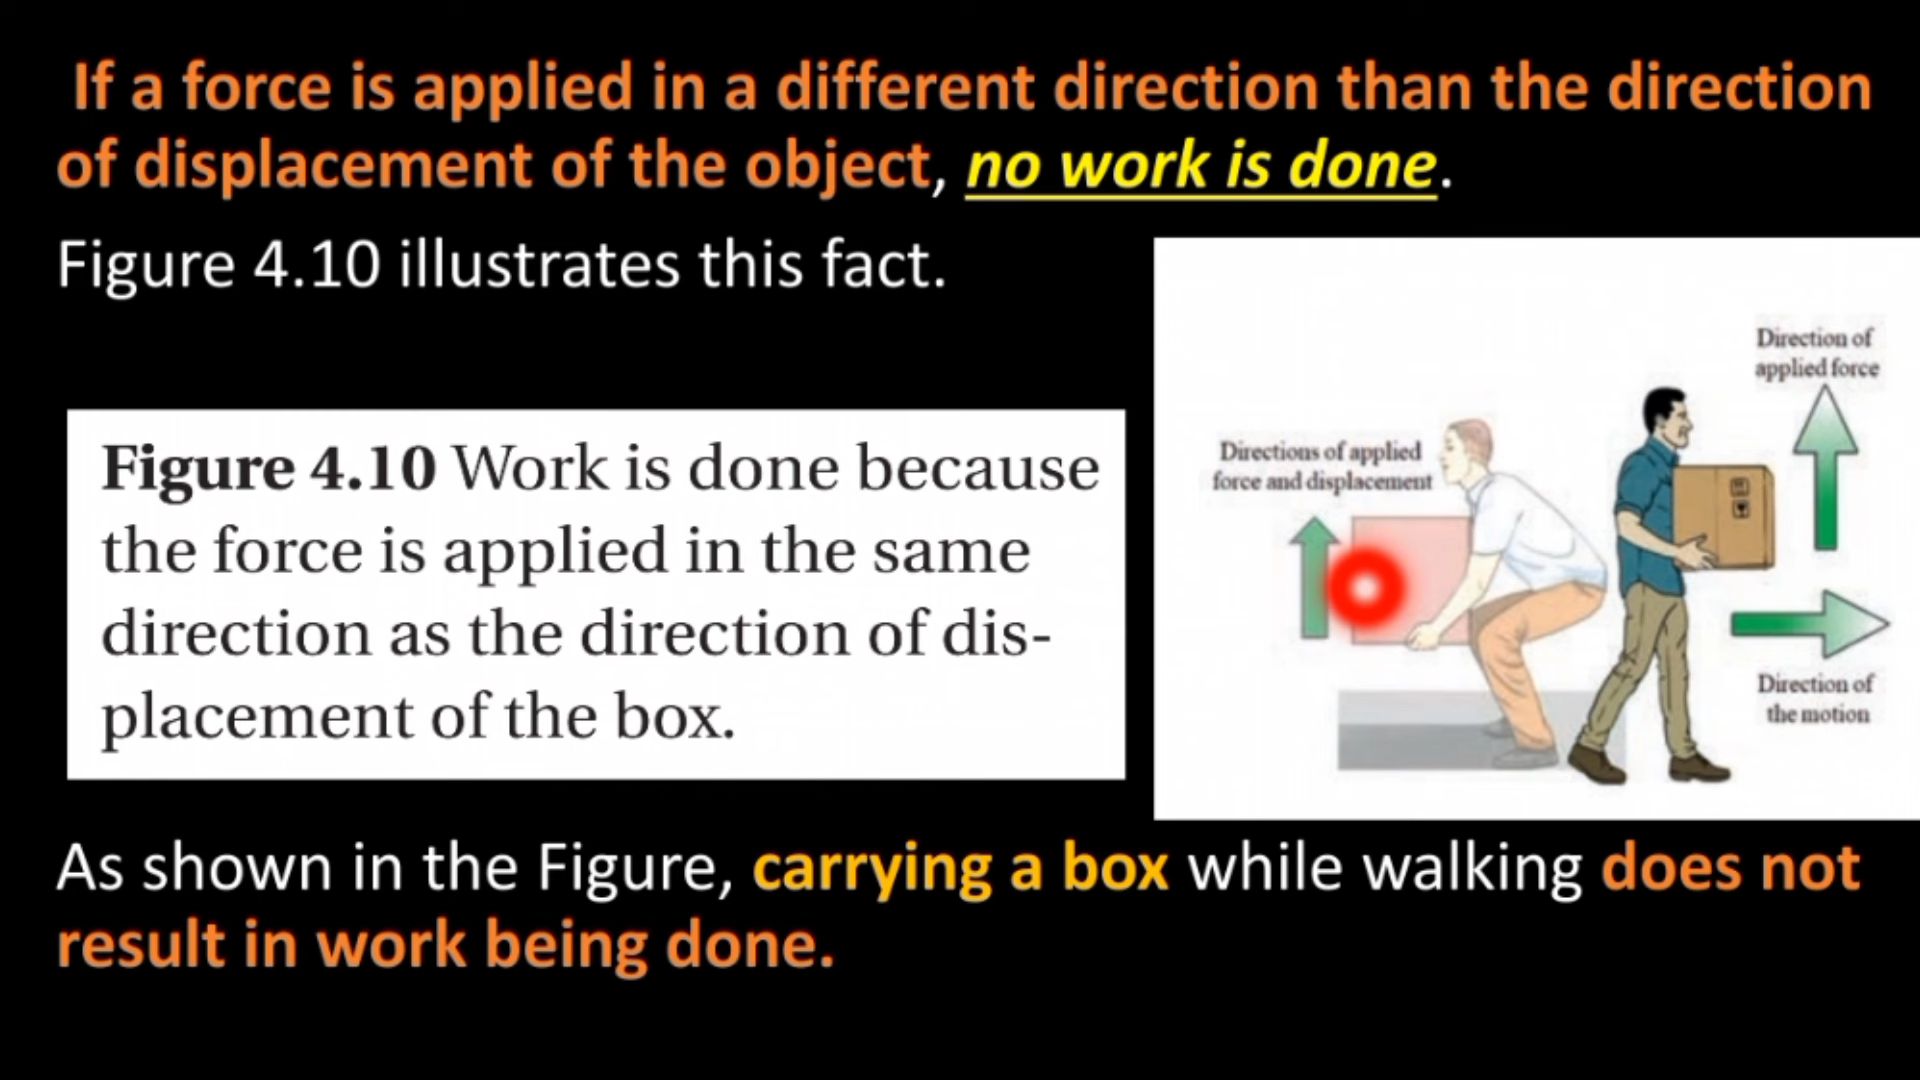 If a force is applied in a different direction than the direction
of displacement of the object, no work is done.
Figure 4.10 illustrates this fact.
Figure 4.10 Work is done because
the force is applied in the same
direction as the direction of dis-
placement of the box.
Directions of applied
force and displacement
Direction of
applied force
Direction of
the motion
As shown in the Figure, carrying a box while walking does not
result in work being done.